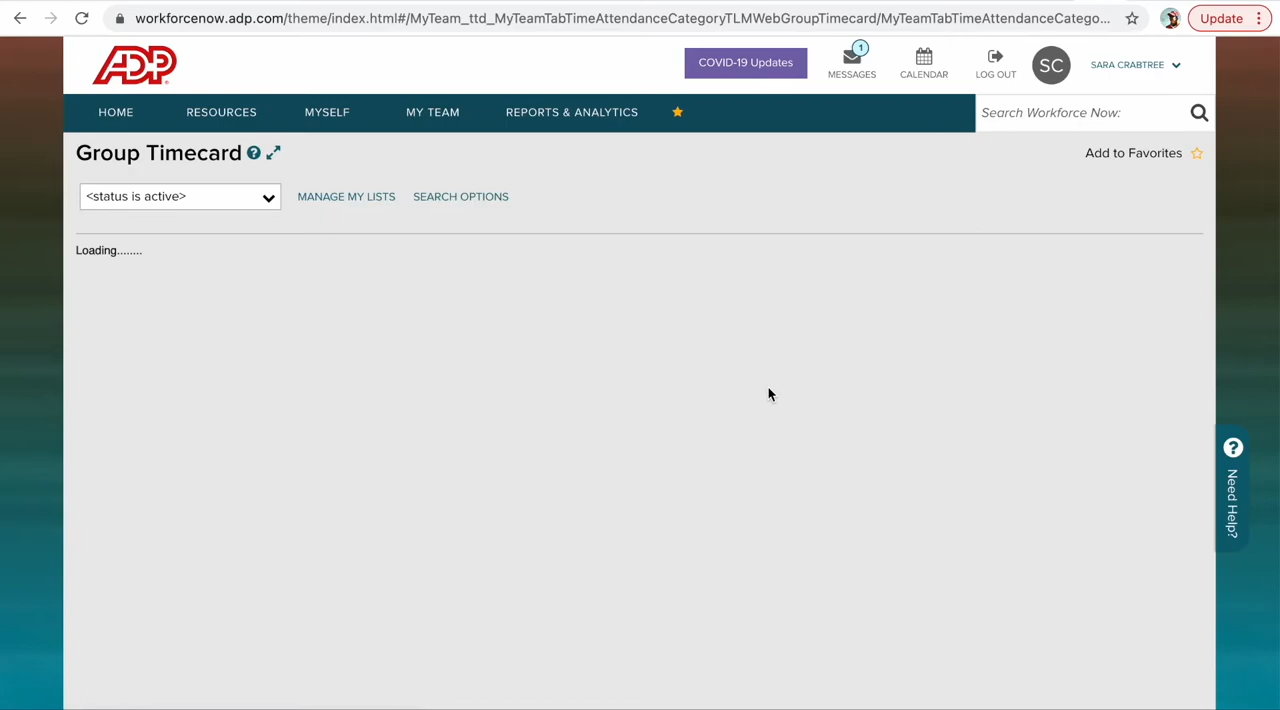 workforcenow.adp.com/theme/index.html#/MyTeam_ttd_MyTeamTabTimeAttendanceCategoryTLMWebGroupTimecard/MyTeamTabTimeAttendanceCatego...
Update
ADP
COVID-19 Updates
1
MESSAGES
CALENDAR
LOG OUT
SC
SARA CRABTREE
HOME
RESOURCES
MYSELF
MY TEAM
REPORTS & ANALYTICS
Search Workforce Now:
Group Timecard ?
Add to Favorites
<status is active>
MANAGE MY LISTS
SEARCH OPTIONS
Loading........
?
Need Help?